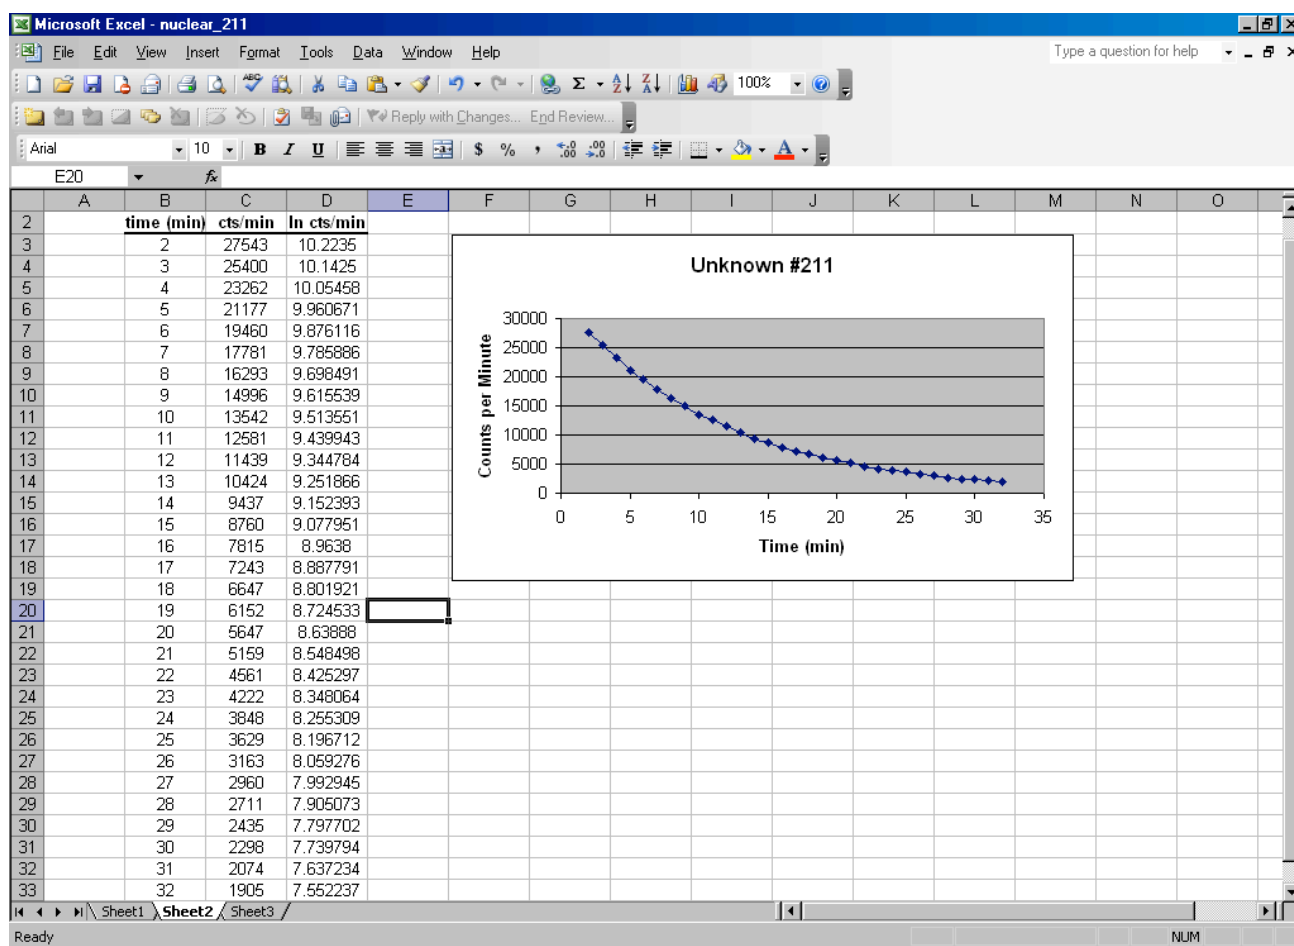 Microsoft Excel - nuclear_211
File Edit View Insert Format Tools Data Window Help Type a question for help
ABC Σ A Z Z A 100% ?
Reply with Changes... End Review...
Arial 10 B I U a $ % , .00 .00 A
E20 fx
A B C D E F G H I J K L M N O
2 time (min) cts/min ln cts/min
3 2 27543 10.2235
4 3 25400 10.1425
5 4 23262 10.05458
6 5 21177 9.960671
7 6 19460 9.876116
8 7 17781 9.785886
9 8 16293 9.698491
10 9 14996 9.615539
11 10 13542 9.513551
12 11 12581 9.439943
13 12 11439 9.344784
14 13 10424 9.251866
15 14 9437 9.152393
16 15 8760 9.077951
17 16 7815 8.9638
18 17 7243 8.887791
19 18 6647 8.801921
20 19 6152 8.724533
21 20 5647 8.63888
22 21 5159 8.548498
23 22 4561 8.425297
24 23 4222 8.348064
25 24 3848 8.255309
26 25 3629 8.196712
27 26 3163 8.059276
28 27 2960 7.992945
29 28 2711 7.905073
30 29 2435 7.797702
31 30 2298 7.739794
32 31 2074 7.637234
33 32 1905 7.552237
Unknown #211
Counts per Minute
30000
25000
20000
15000
10000
5000
0
0 5 10 15 20 25 30 35
Time (min)
Sheet1 Sheet2 Sheet3
Ready NUM